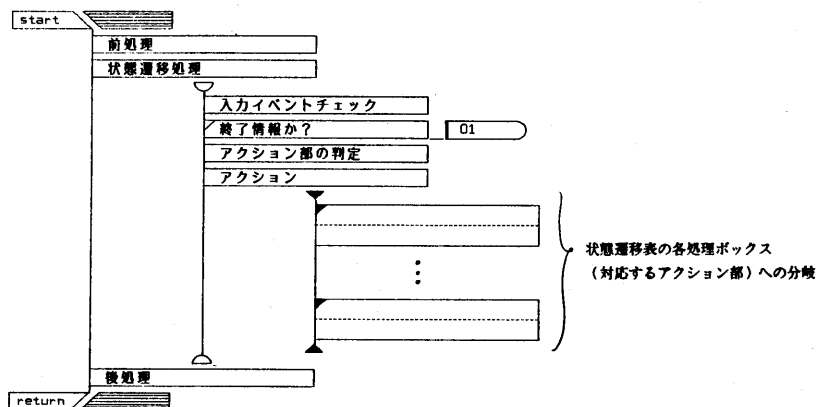 start
前処理
状態遷移処理
入力イベントチェック
終了情報か？
01
アクション部の判定
アクション
状態遷移表の各処理ボックス
（対応するアクション部）への分岐
後処理
return